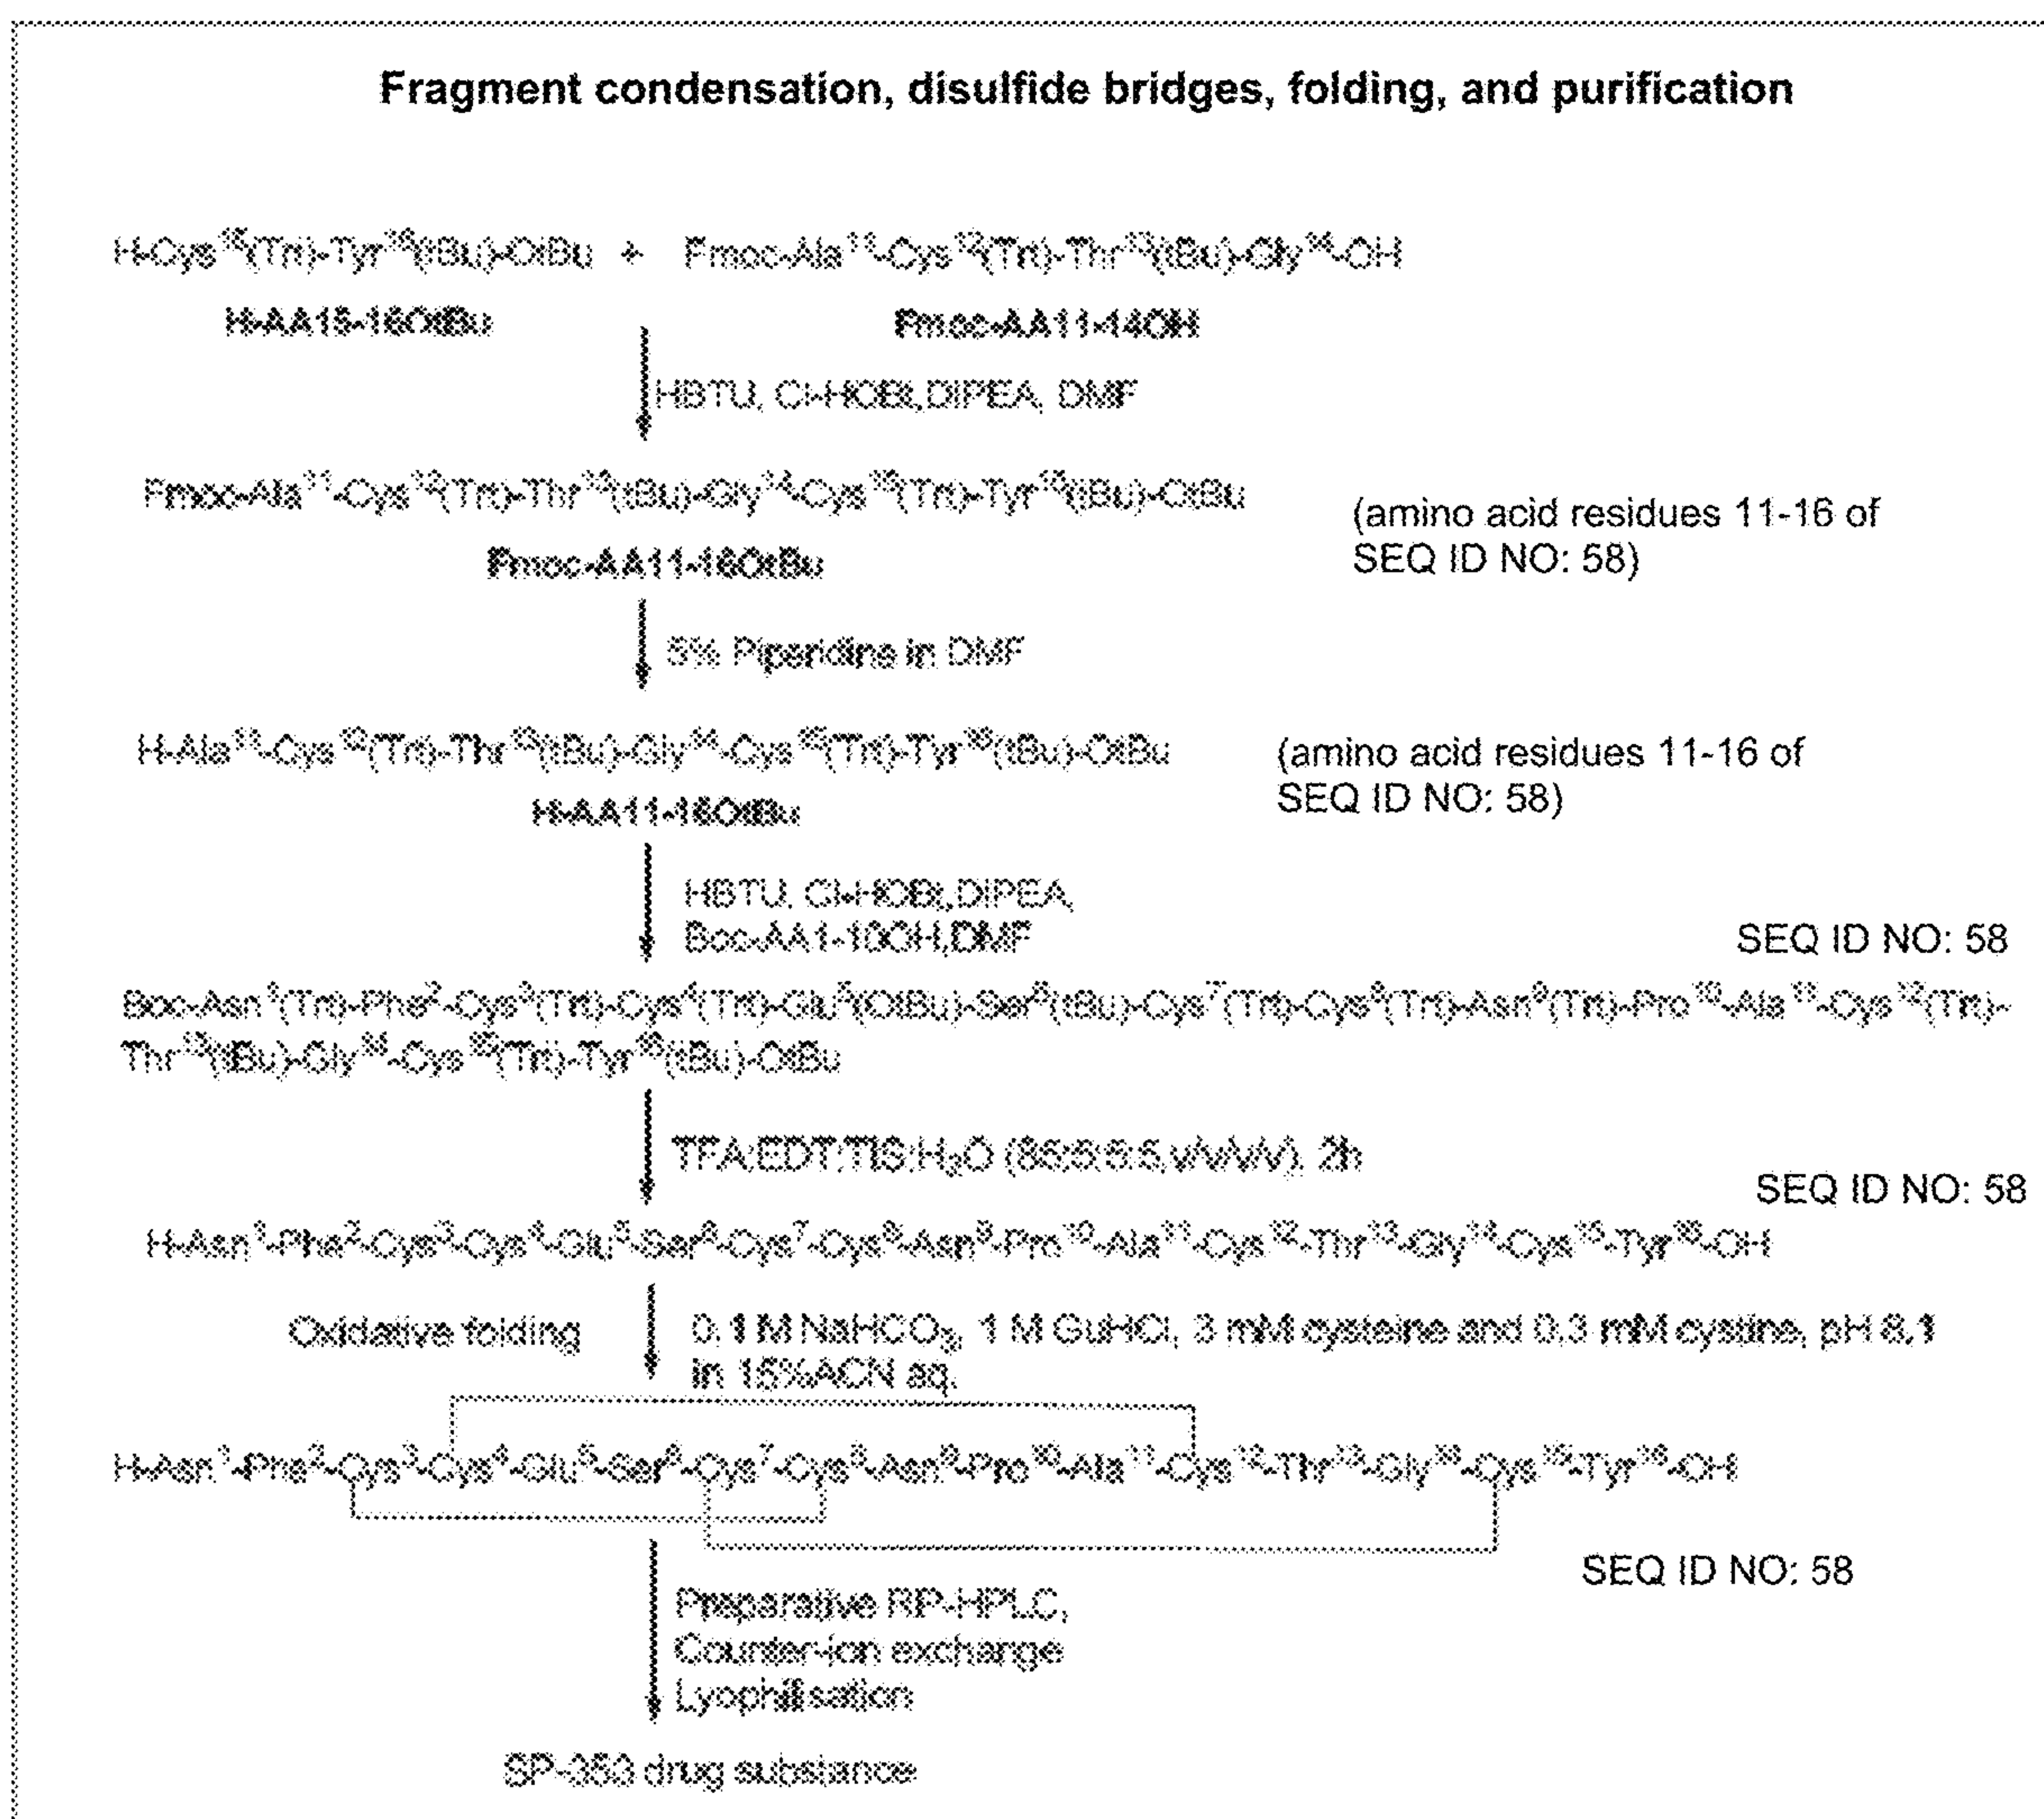 Fragment condensation, disulfide bridges, folding, and purification
H-Cys¹⁵(Trt)-Tyr¹⁶(tBu)-OtBu + Fmoc-Ala¹¹-Cys¹²(Trt)-Thr¹³(tBu)-Gly¹⁴-OH
H-AA15-16OtBu Fmoc-AA11-14OH
HBTU, Cl-HOBt,DIPEA, DMF
Fmoc-Ala¹¹-Cys¹²(Trt)-Thr¹³(tBu)-Gly¹⁴-Cys¹⁵(Trt)-Tyr¹⁶(tBu)-OtBu
(amino acid residues 11-16 of
SEQ ID NO: 58)
Fmoc-AA11-16OtBu
5% Piperidine in DMF
H-Ala¹¹-Cys¹²(Trt)-Thr¹³(tBu)-Gly¹⁴-Cys¹⁵(Trt)-Tyr¹⁶(tBu)-OtBu
(amino acid residues 11-16 of
SEQ ID NO: 58)
H-AA11-16OtBu
HBTU, Cl-HOBt,DIPEA,
Boc-AA1-10OH,DMF
SEQ ID NO: 58
Boc-Asn¹(Trt)-Phe²-Cys³(Trt)-Cys⁴(Trt)-Glu⁵(OtBu)-Ser⁶(tBu)-Cys⁷(Trt)-Cys⁸(Trt)-Asn⁹(Trt)-Pro¹⁰-Ala¹¹-Cys¹²(Trt)-
Thr¹³(tBu)-Gly¹⁴-Cys¹⁵(Trt)-Tyr¹⁶(tBu)-OtBu
TFA:EDT:TIS:H₂O (85:5:5:5,v/v/v/v), 2h
SEQ ID NO: 58
H-Asn¹-Phe²-Cys³-Cys⁴-Glu⁵-Ser⁶-Cys⁷-Cys⁸-Asn⁹-Pro¹⁰-Ala¹¹-Cys¹²-Thr¹³-Gly¹⁴-Cys¹⁵-Tyr¹⁶-OH
Oxidative folding
0.1 M NaHCO₃, 1 M GuHCl, 3 mM cysteine and 0.3 mM cystine, pH 8.1
in 15%ACN aq.
H-Asn¹-Phe²-Cys³-Cys⁴-Glu⁵-Ser⁶-Cys⁷-Cys⁸-Asn⁹-Pro¹⁰-Ala¹¹-Cys¹²-Thr¹³-Gly¹⁴-Cys¹⁵-Tyr¹⁶-OH
SEQ ID NO: 58
Preparative RP-HPLC,
Counter-ion exchange
Lyophilisation
SP-353 drug substance